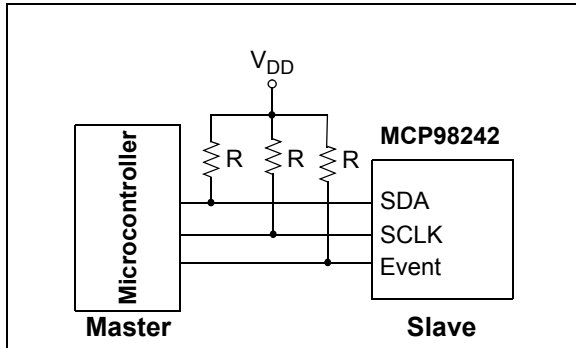 V_DD
R R R
MCP98242
Microcontroller
SDA
SCLK
Event
Master Slave